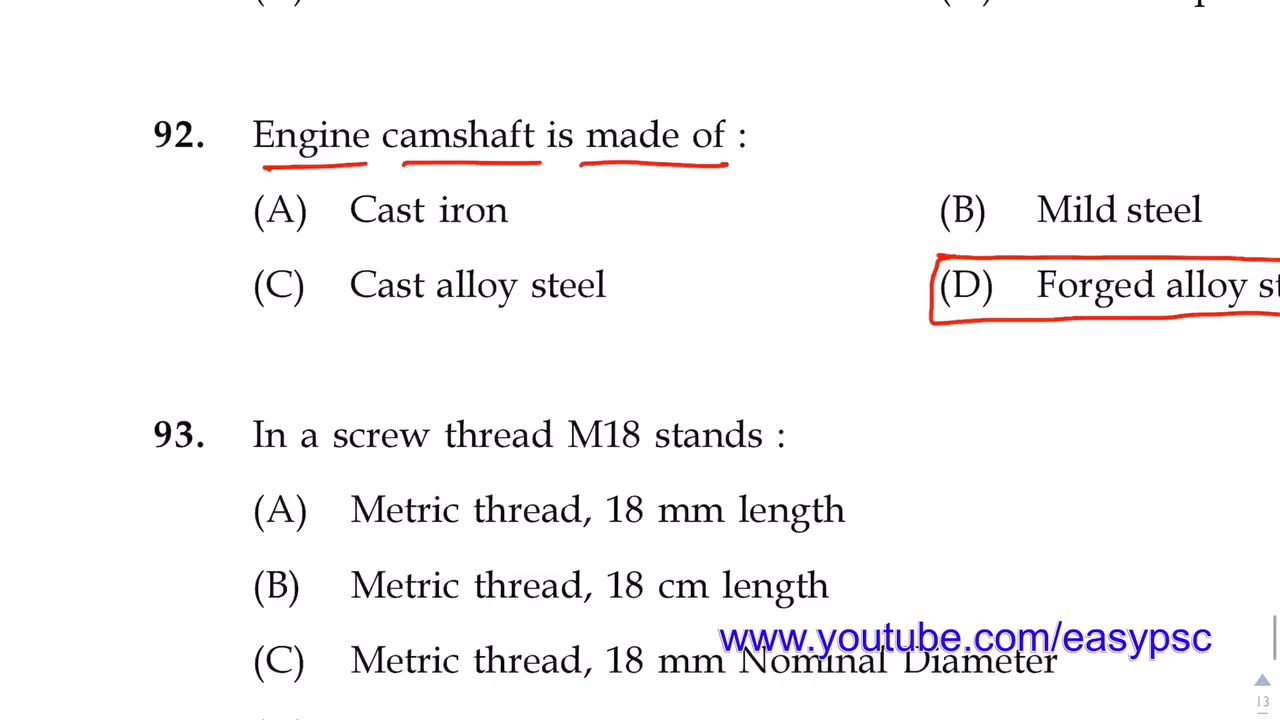 92. Engine camshaft is made of :
(A) Cast iron (B) Mild steel
(C) Cast alloy steel (D) Forged alloy
93. In a screw thread M18 stands :
(A) Metric thread, 18 mm length
(B) Metric thread, 18 cm length
www.youtube.com/easypsc
(C) Metric thread, 18 mm Nominal Diameter
13